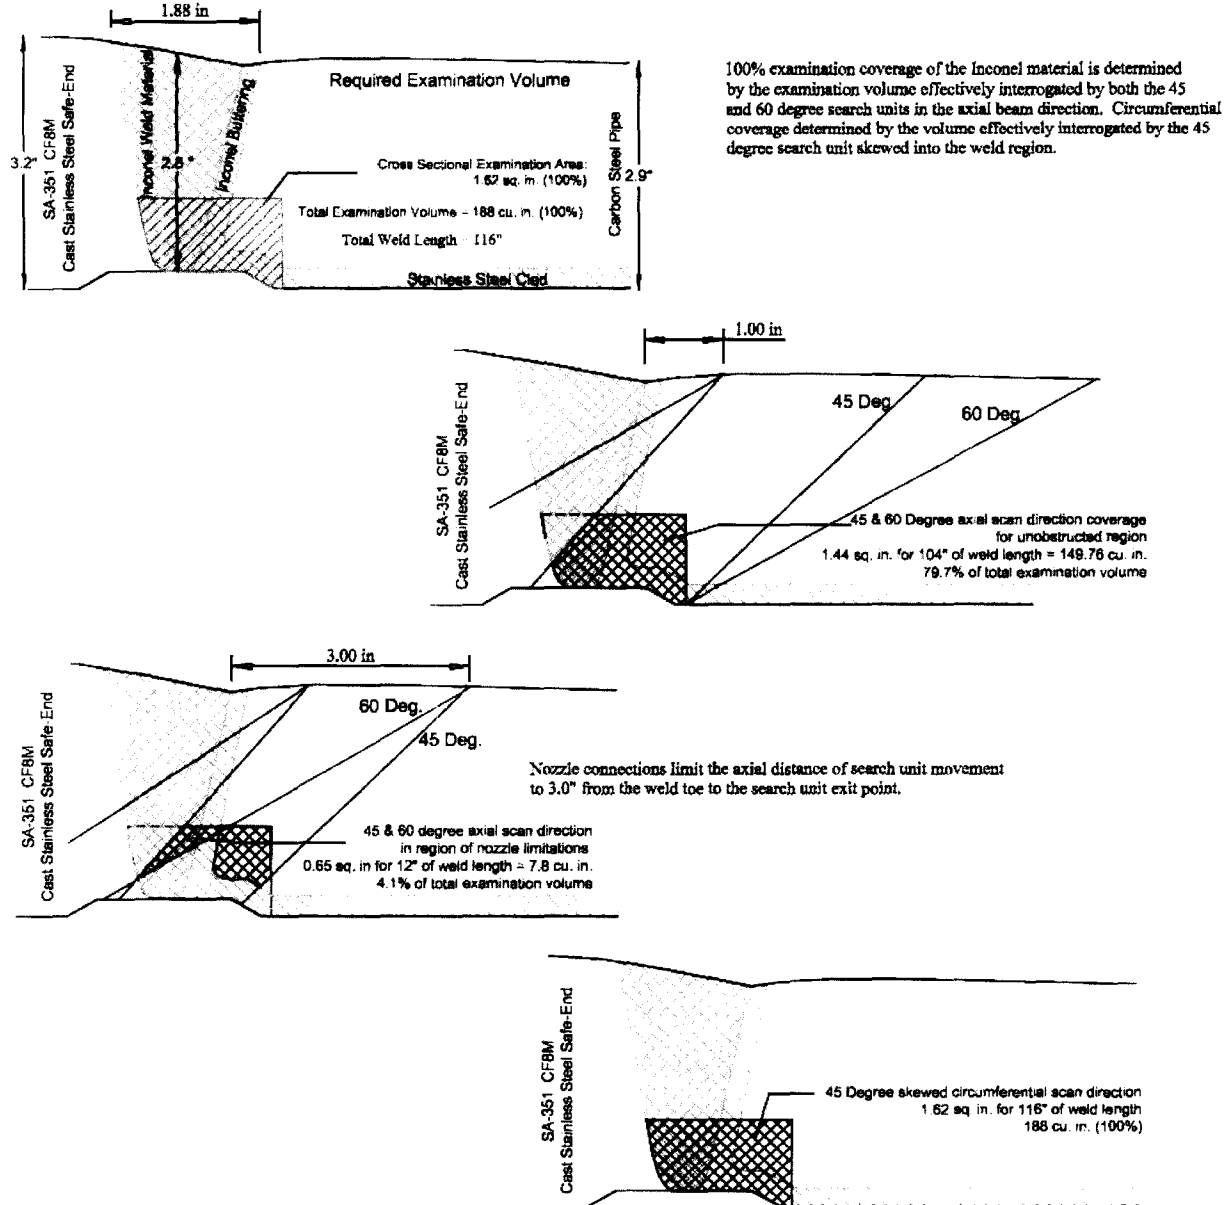 1.88 in
100% examination coverage of the Inconel material is determined
by the examination volume effectively interrogated by both the 45
and 60 degree search units in the axial beam direction. Circumferential
coverage determined by the volume effectively interrogated by the 45
degree search unit skewed into the weld region.
Required Examination Volume
3.2"
SA-351 CF8M
Cast Stainless Steel Safe-End
Inconel Weld Material
2.8"
Inconel Buttering
Cross Sectional Examination Area:
1.62 sq. in. (100%)
Total Examination Volume = 188 cu. in. (100%)
Total Weld Length = 116"
Carbon Steel Pipe
2.9"
Stainless Steel Clad
1.00 in
SA-351 CF8M
Cast Stainless Steel Safe-End
45 Deg
60 Deg
45 & 60 Degree axial scan direction coverage
for unobstructed region
1.44 sq. in. for 104" of weld length = 149.76 cu. in.
79.7% of total examination volume
3.00 in
SA-351 CF8M
Cast Stainless Steel Safe-End
60 Deg.
45 Deg.
Nozzle connections limit the axial distance of search unit movement
to 3.0" from the weld toe to the search unit exit point.
45 & 60 degree axial scan direction
in region of nozzle limitations
0.65 sq. in for 12" of weld length = 7.8 cu. in.
4.1% of total examination volume
SA-351 CF8M
Cast Stainless Steel Safe-End
45 Degree skewed circumferential scan direction
1.62 sq. in. for 116" of weld length
188 cu. in. (100%)